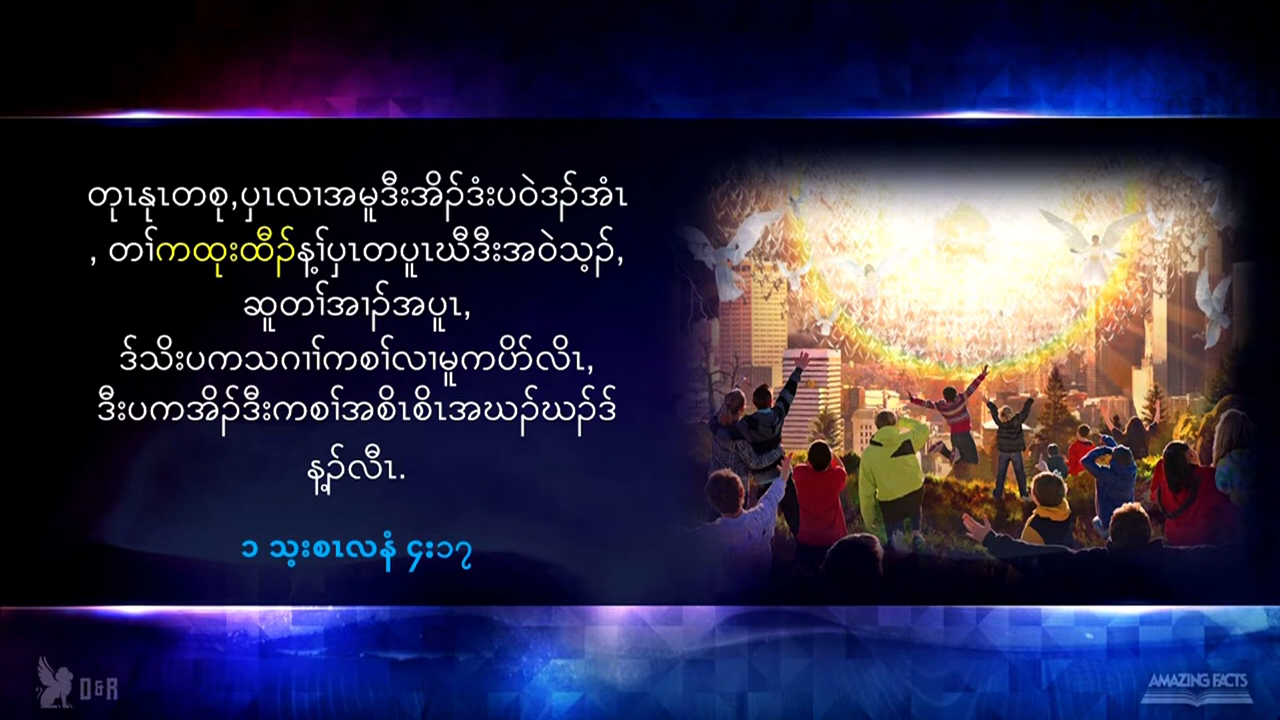 တုၤနုၤတစု,ပှၤလၢအမူဒီးအိၣ်ဒံးပဝဲဒၣ်အံၤ
, တၢ်ကထုးထီၣ်န့ၢ်ပှၤတပူၤဃီဒီးအဝဲသ့ၣ်,
ဆူတၢ်အၢၣ်အပူၤ,
ဒ်သိးပကသဂၢၢ်ကစၢ်လၢမူကပိာ်လိၤ,
ဒီးပကအိၣ်ဒီးကစၢ်အစိၤစိၤအဃၣ်ဃၣ်ဒ်
န့ၣ်လီၤ.
၁ သ့းစၤလနံ ၄း၁၇
D&R
AMAZING FACTS